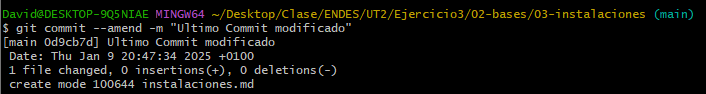 David@DESKTOP-9Q5NIAE MINGW64 ~/Desktop/Clase/ENDES/UT2/Ejercicio3/02-bases/03-instalaciones (main)
$ git commit --amend -m "Ultimo Commit modificado"
[main 0d9cb7d] Ultimo Commit modificado
 Date: Thu Jan 9 20:47:34 2025 +0100
 1 file changed, 0 insertions(+), 0 deletions(-)
 create mode 100644 instalaciones.md